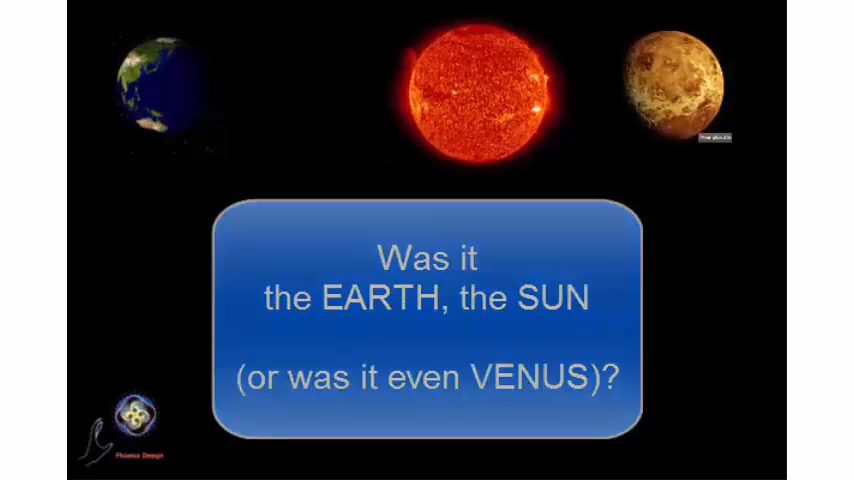 Was it
the EARTH, the SUN
(or was it even VENUS)?
Phoenix Design